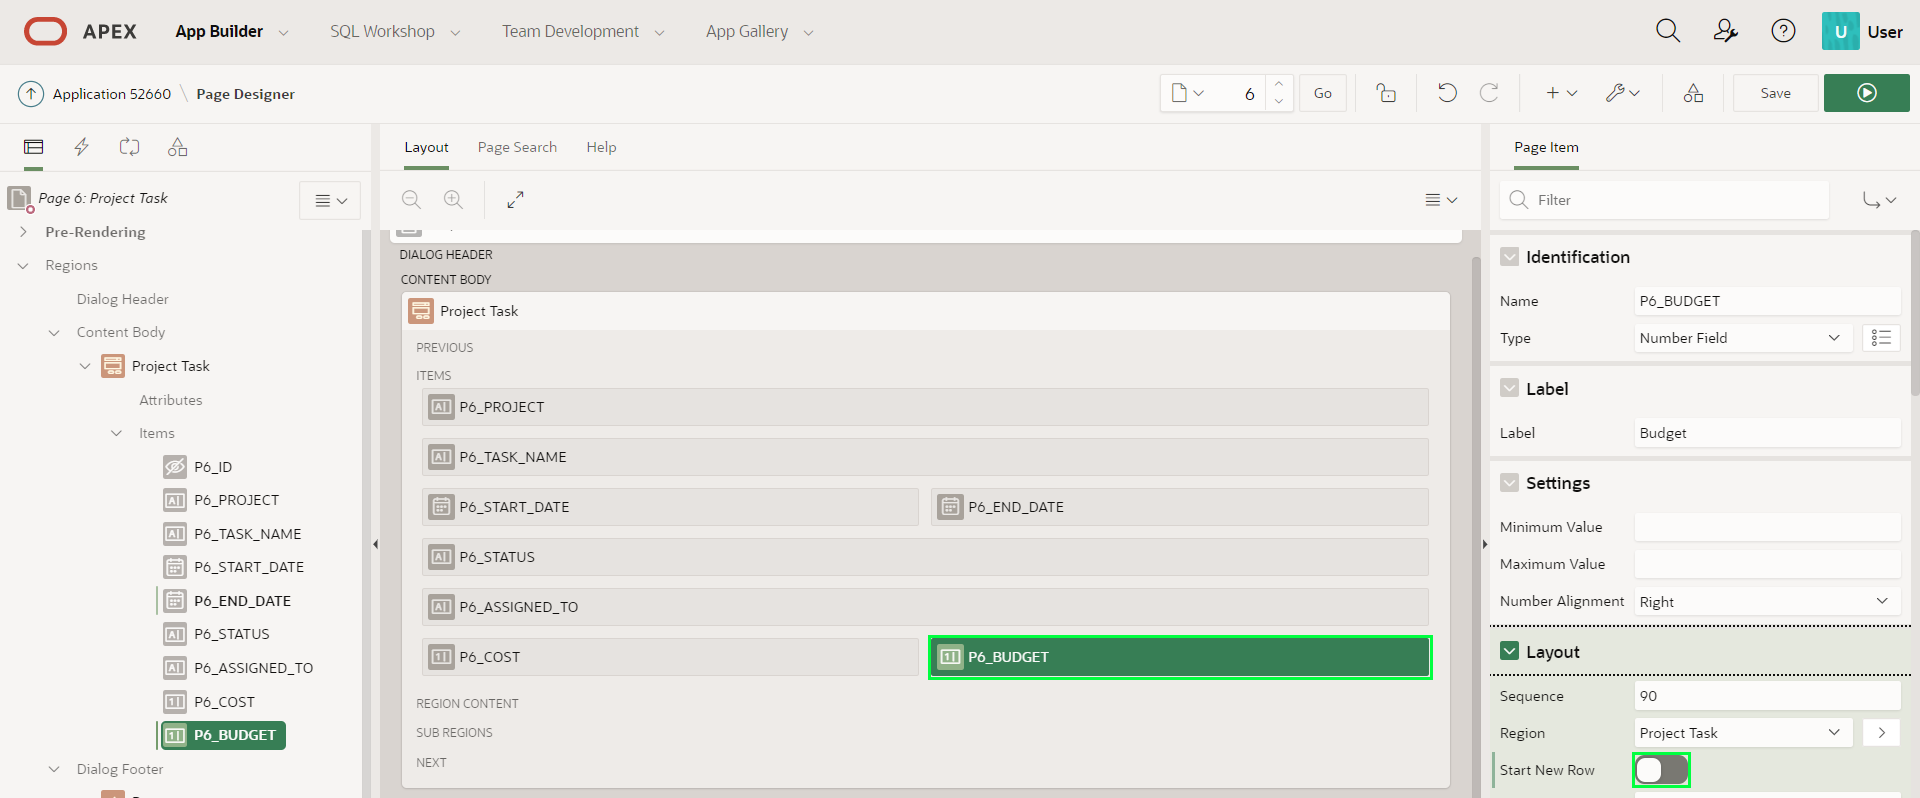 APEX App Builder SQL Workshop Team Development App Gallery U User
Application 52660 \ Page Designer 6 Go Save
Layout Page Search Help
Page Item
Page 6: Project Task
Filter
Pre-Rendering
Regions
Dialog Header
Content Body
Project Task
Attributes
Items
P6_ID
P6_PROJECT
P6_TASK_NAME
P6_START_DATE
P6_END_DATE
P6_STATUS
P6_ASSIGNED_TO
P6_COST
P6_BUDGET
Dialog Footer
DIALOG HEADER
CONTENT BODY
Project Task
PREVIOUS
ITEMS
P6_PROJECT
P6_TASK_NAME
P6_START_DATE P6_END_DATE
P6_STATUS
P6_ASSIGNED_TO
P6_COST P6_BUDGET
REGION CONTENT
SUB REGIONS
NEXT
Identification
Name P6_BUDGET
Type Number Field
Label
Label Budget
Settings
Minimum Value
Maximum Value
Number Alignment Right
Layout
Sequence 90
Region Project Task
Start New Row